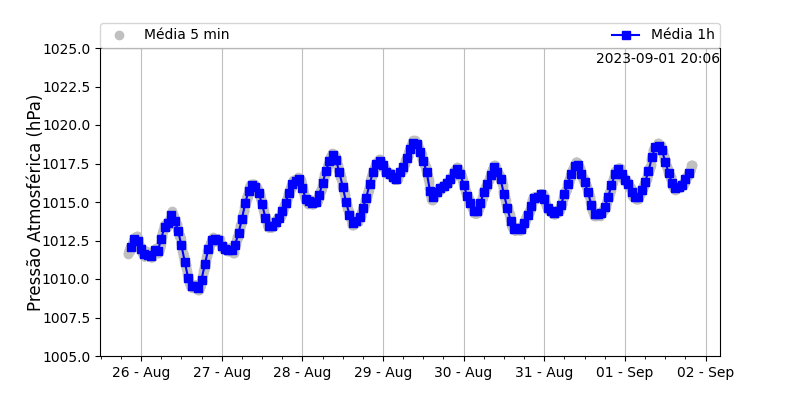 Média 5 min
Média 1h
2023-09-01 20:06
Pressão Atmosférica (hPa)
1025.0
1022.5
1020.0
1017.5
1015.0
1012.5
1010.0
1007.5
1005.0
26 - Aug
27 - Aug
28 - Aug
29 - Aug
30 - Aug
31 - Aug
01 - Sep
02 - Sep